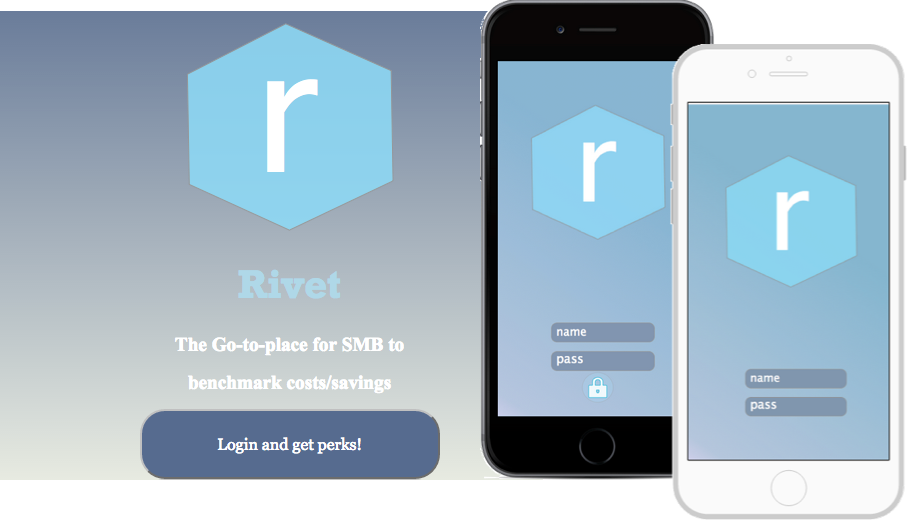 r
Rivet
The Go-to-place for SMB to
benchmark costs/savings
Login and get perks!
r
name
pass
r
name
pass